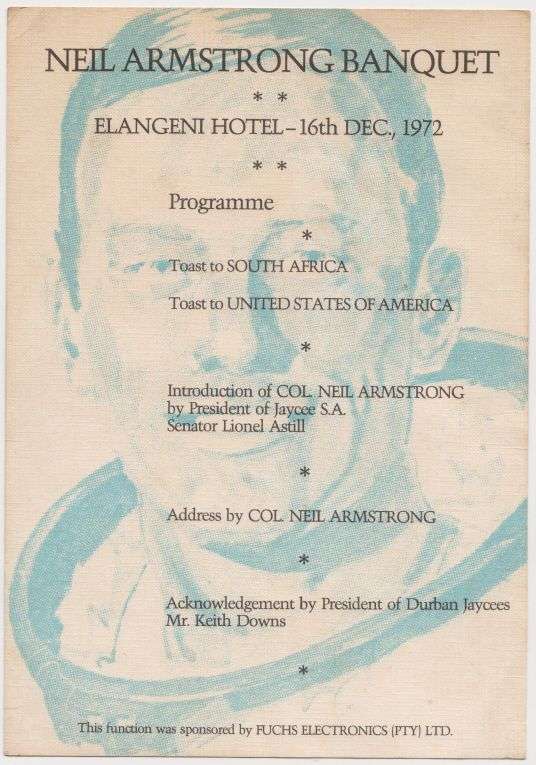 NEIL ARMSTRONG BANQUET
* *
ELANGENI HOTEL – 16th DEC., 1972
* *
Programme
*
Toast to SOUTH AFRICA
Toast to UNITED STATES OF AMERICA
*
Introduction of COL. NEIL ARMSTRONG
by President of Jaycee S.A.
Senator Lionel Astill
*
Address by COL. NEIL ARMSTRONG
*
Acknowledgement by President of Durban Jaycees
Mr. Keith Downs
*
This function was sponsored by FUCHS ELECTRONICS (PTY) LTD.